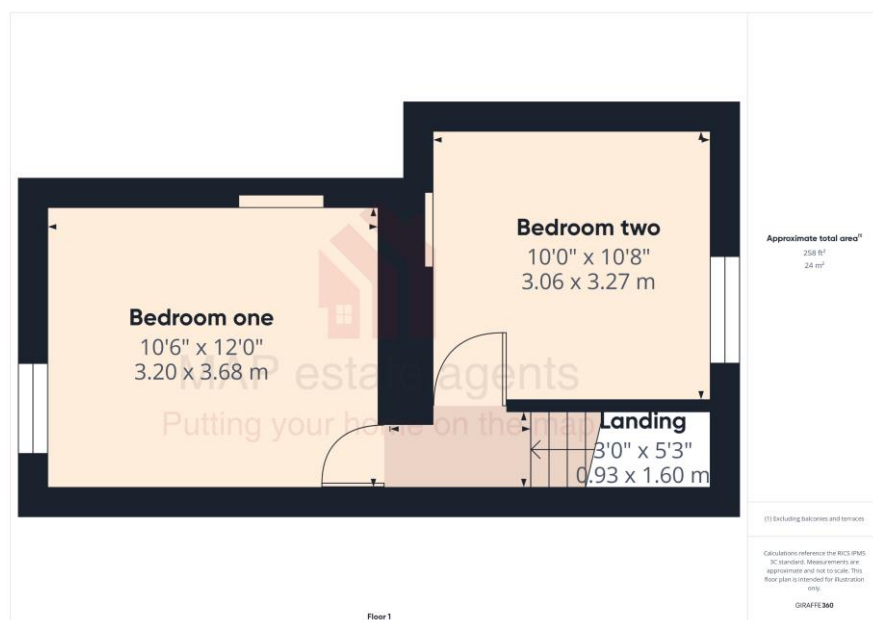 Bedroom two
10'0" x 10'8"
3.06 x 3.27 m
Bedroom one
10'6" x 12'0"
3.20 x 3.68 m
MAP estate agents
Putting your home on the map
Landing
3'0" x 5'3"
0.93 x 1.60 m
Floor 1
Approximate total area(1)
258 ft²
24 m²
(1) Excluding balconies and terraces
Calculations reference the RICS IPMS
3C standard. Measurements are
approximate and not to scale. This
floor plan is intended for illustration
only.
GIRAFFE360